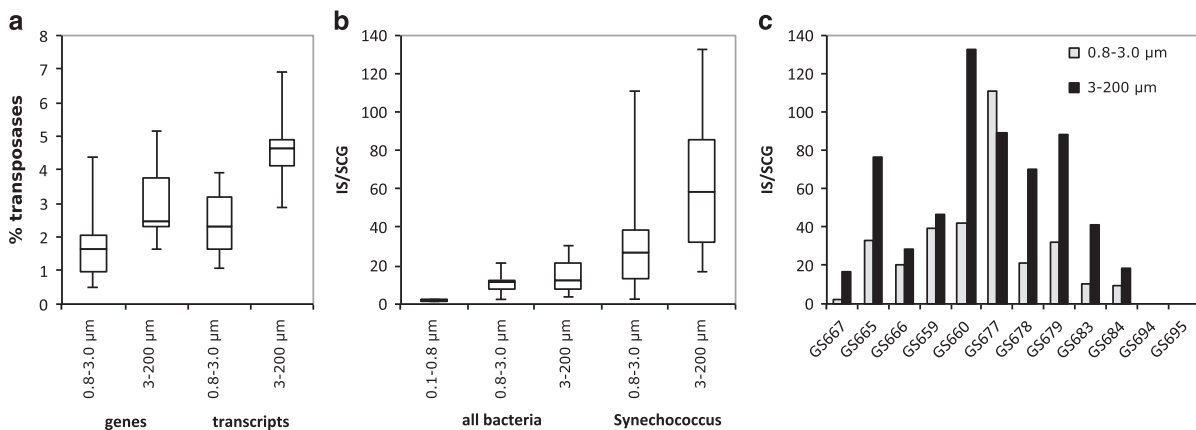 a
% transposases
8
7
6
5
4
3
2
1
0
0.8-3.0 µm
3-200 µm
0.8-3.0 µm
3-200 µm
genes
transcripts
b
IS/SCG
140
120
100
80
60
40
20
0
0.1-0.8 µm
0.8-3.0 µm
3-200 µm
0.8-3.0 µm
3-200 µm
all bacteria
Synechococcus
c
IS/SCG
140
120
100
80
60
40
20
0
0.8-3.0 µm
3-200 µm
GS667
GS665
GS666
GS659
GS660
GS677
GS678
GS679
GS683
GS684
GS694
GS695